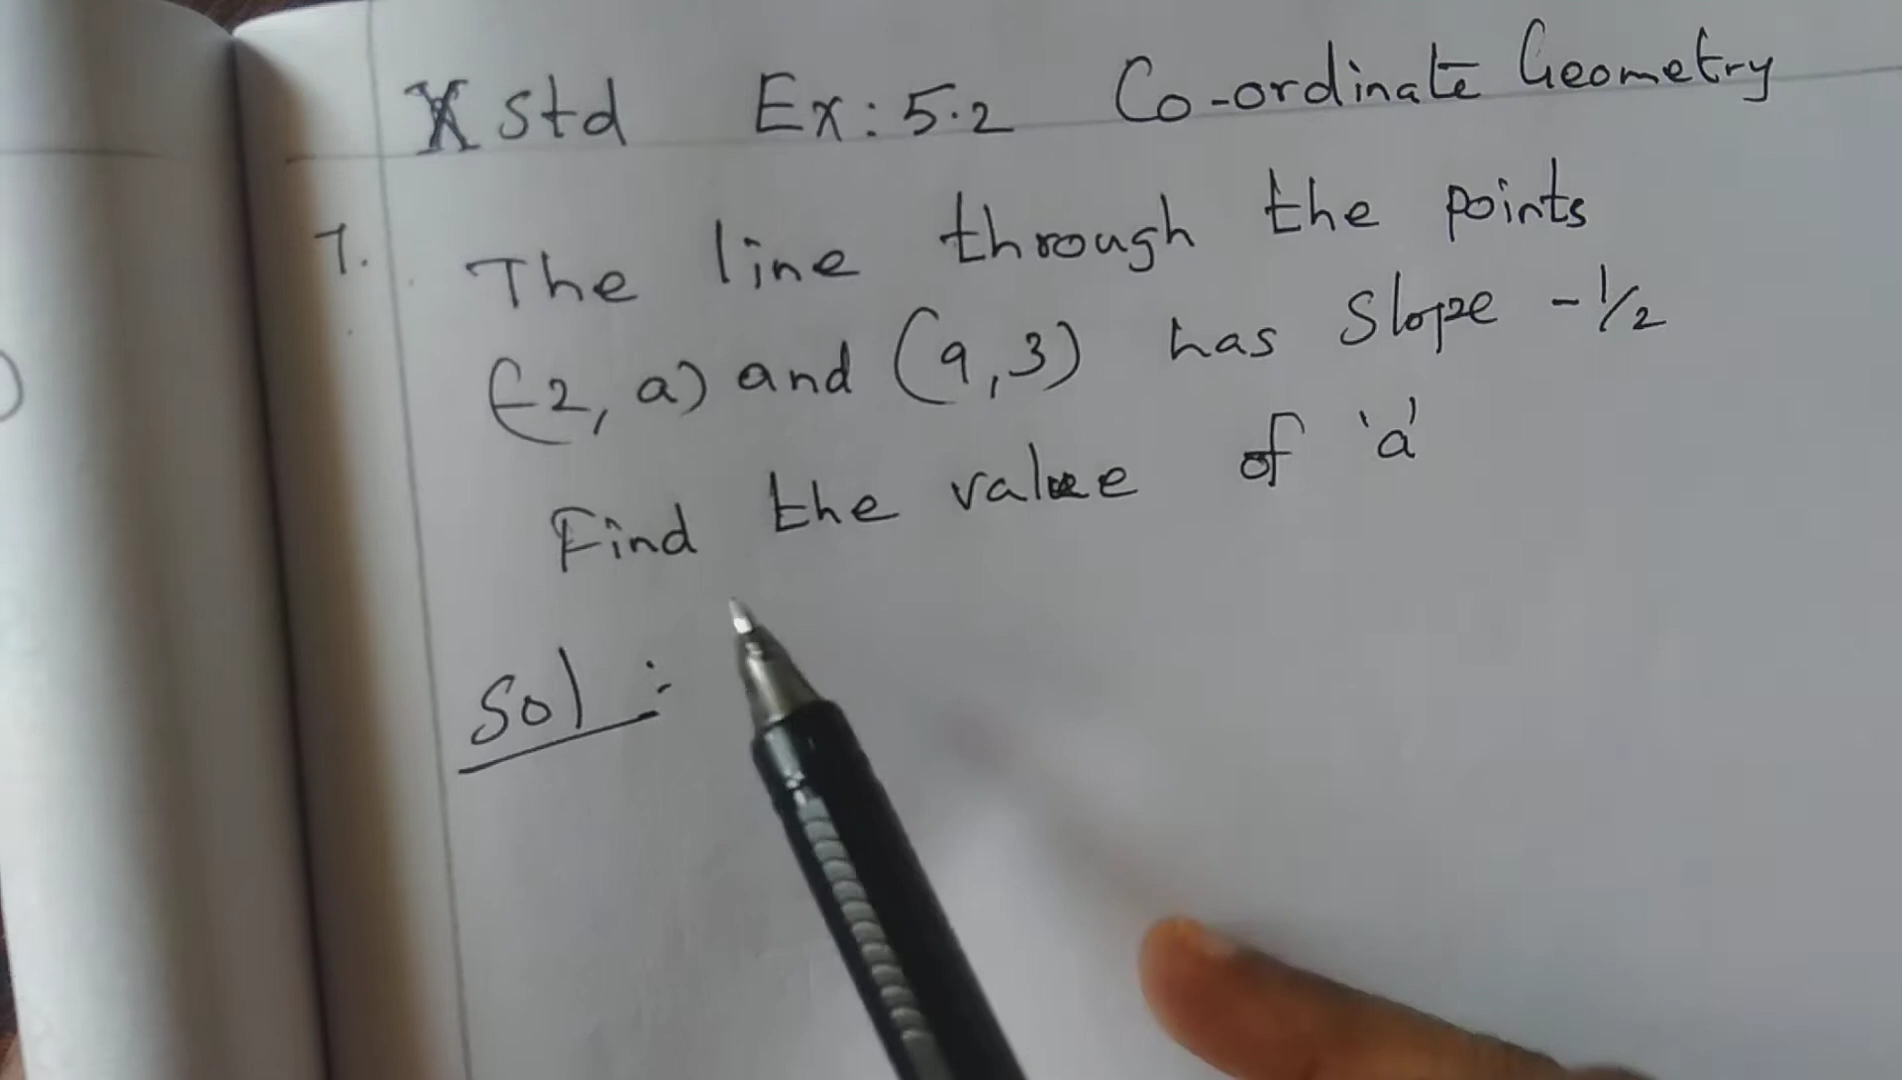 X Std Ex: 5.2 Co-ordinate Geometry
7. The line through the points
(-2, a) and (9,3) has Slope -1/2
Find the value of 'a'
Sol :-